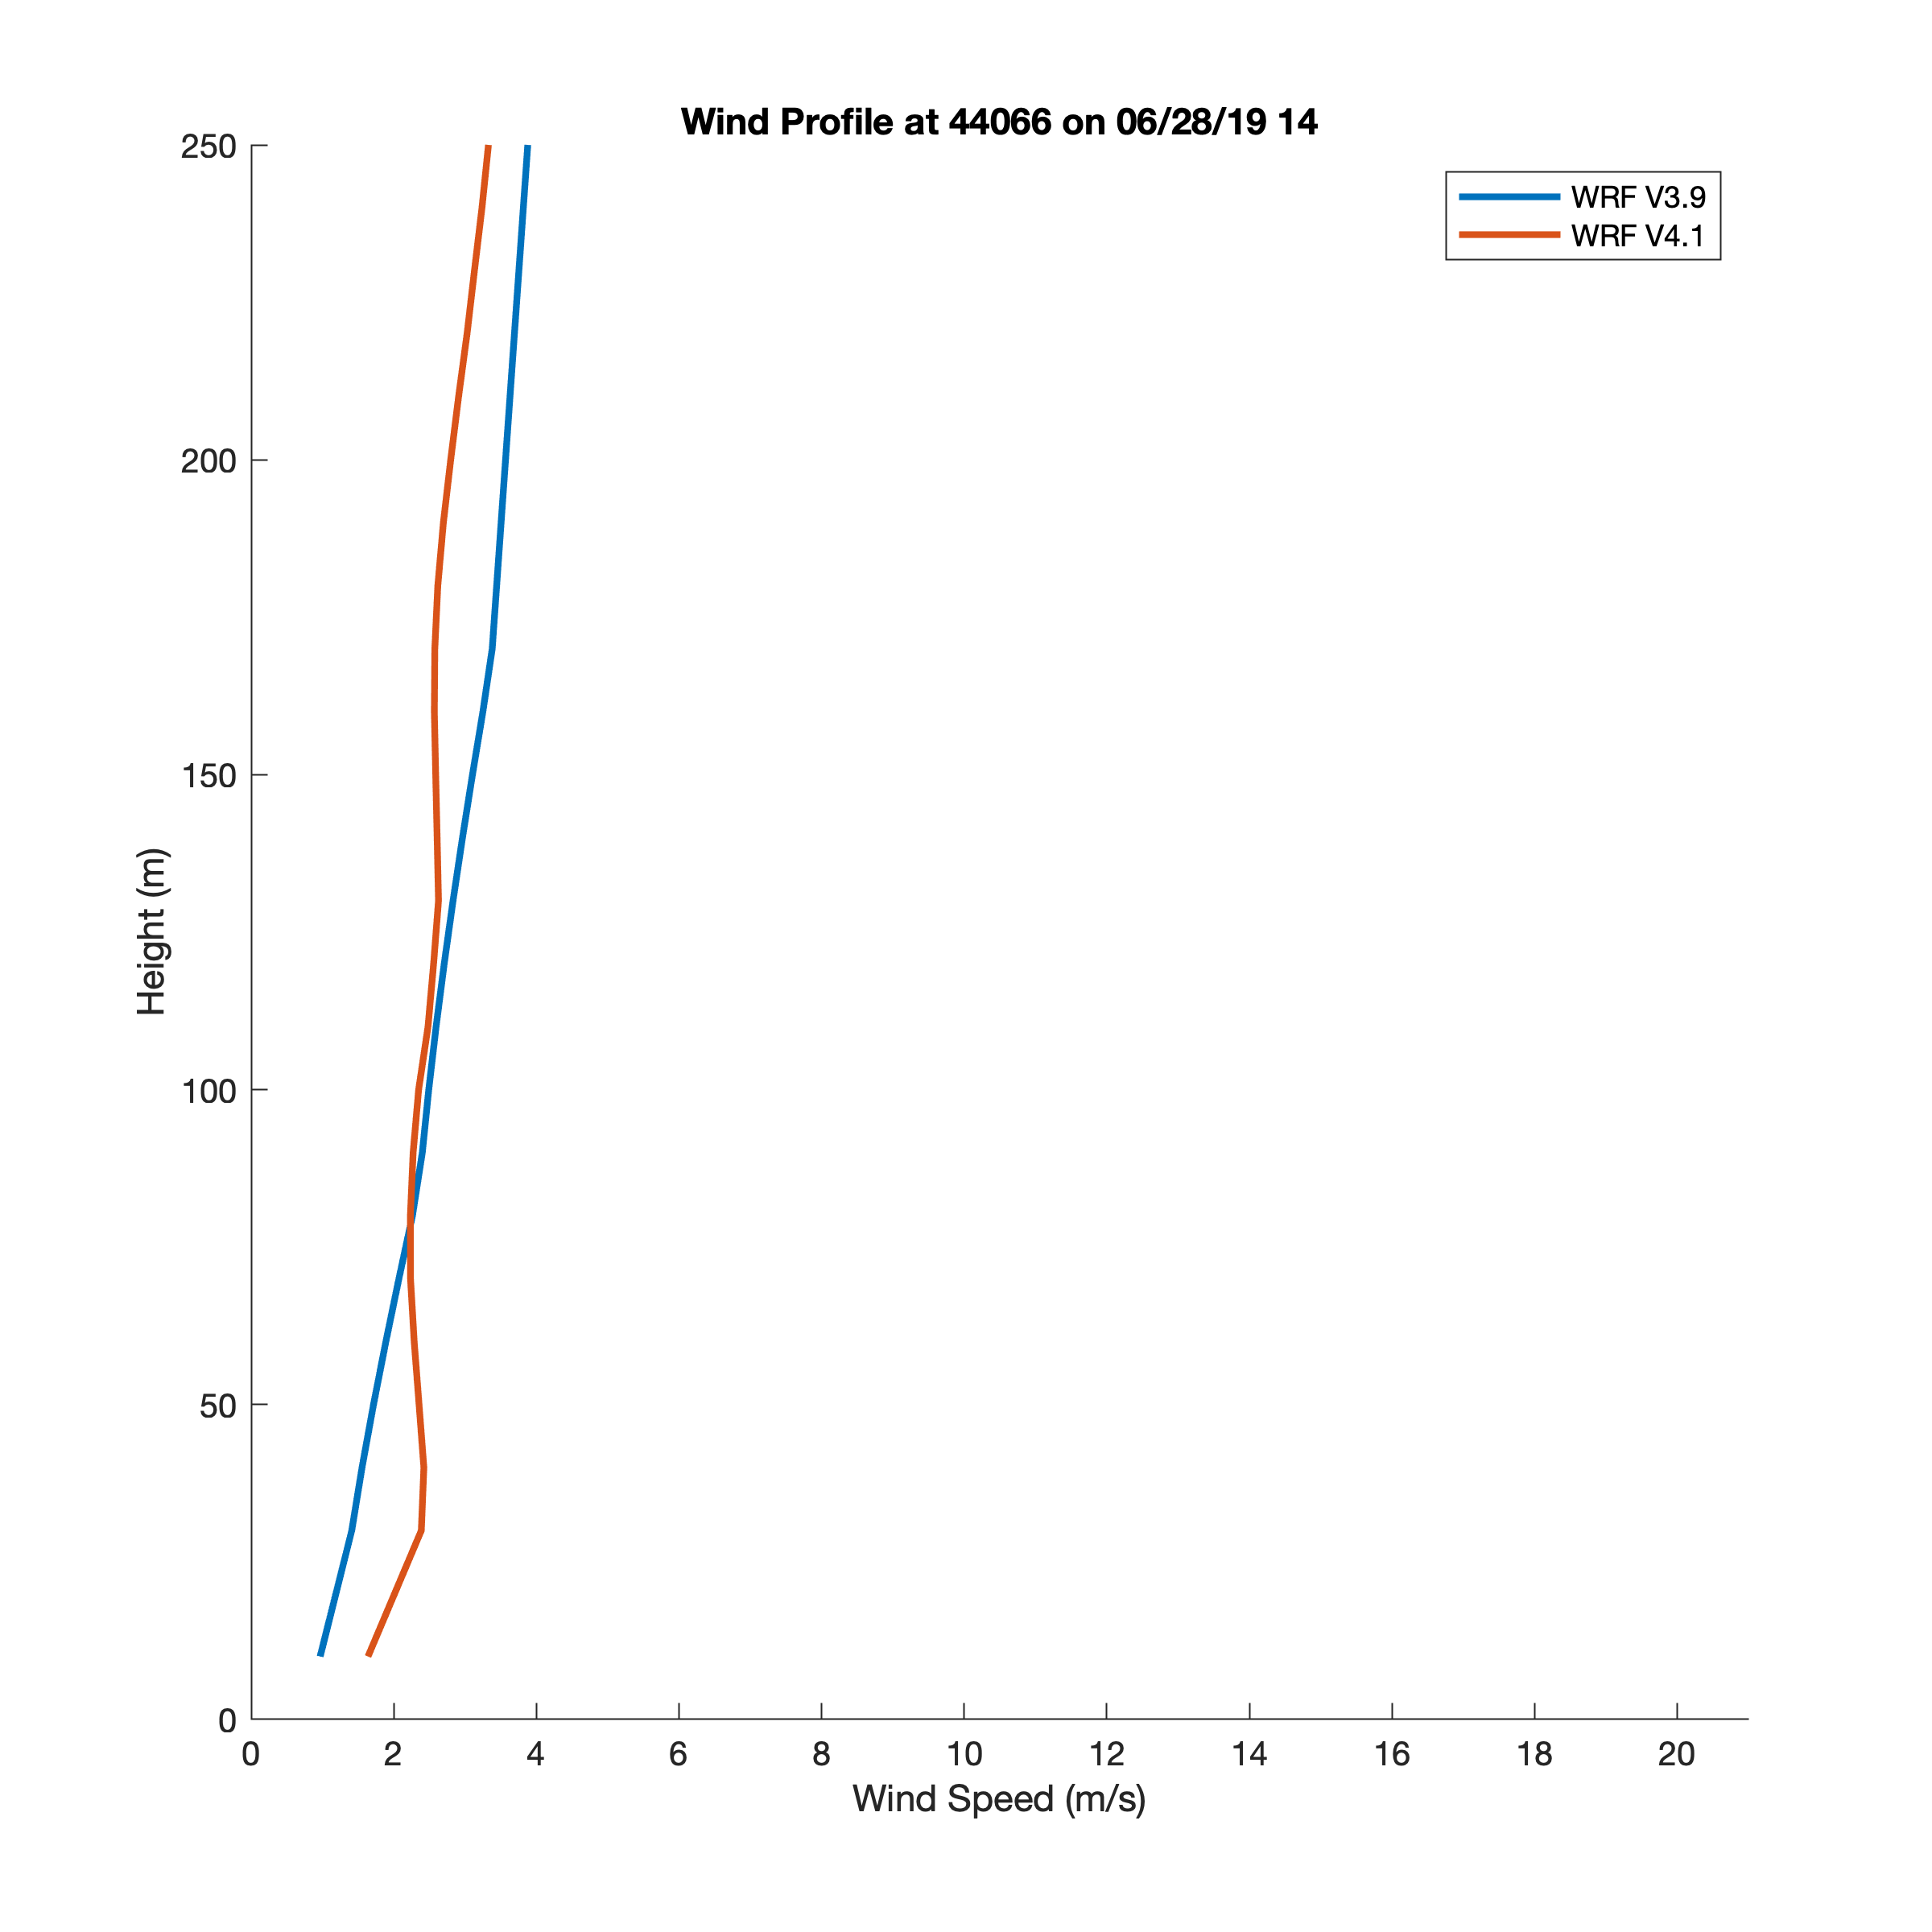 Wind Profile at 44066 on 06/28/19 14
WRF V3.9
WRF V4.1
250
200
150
100
50
0
Height (m)
0 2 4 6 8 10 12 14 16 18 20
Wind Speed (m/s)